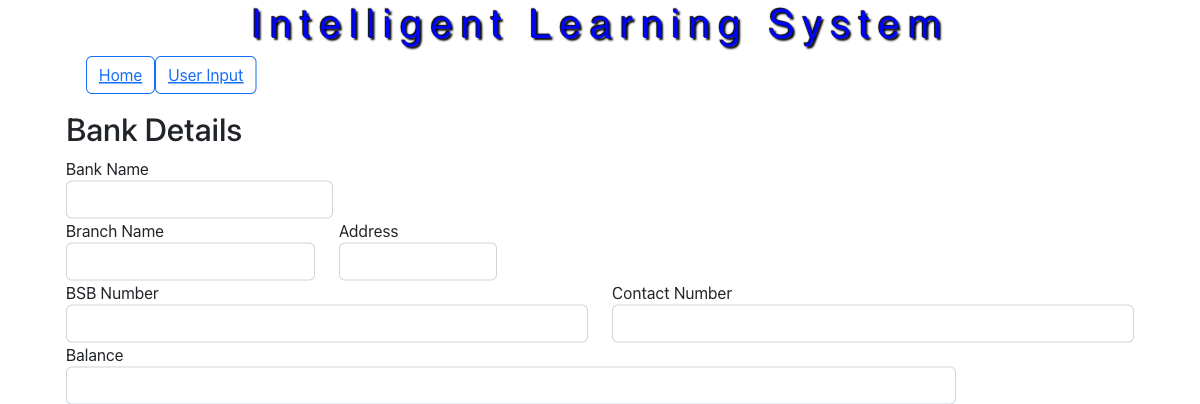 Intelligent Learning System
Home User Input
Bank Details
Bank Name
Branch Name Address
BSB Number Contact Number
Balance